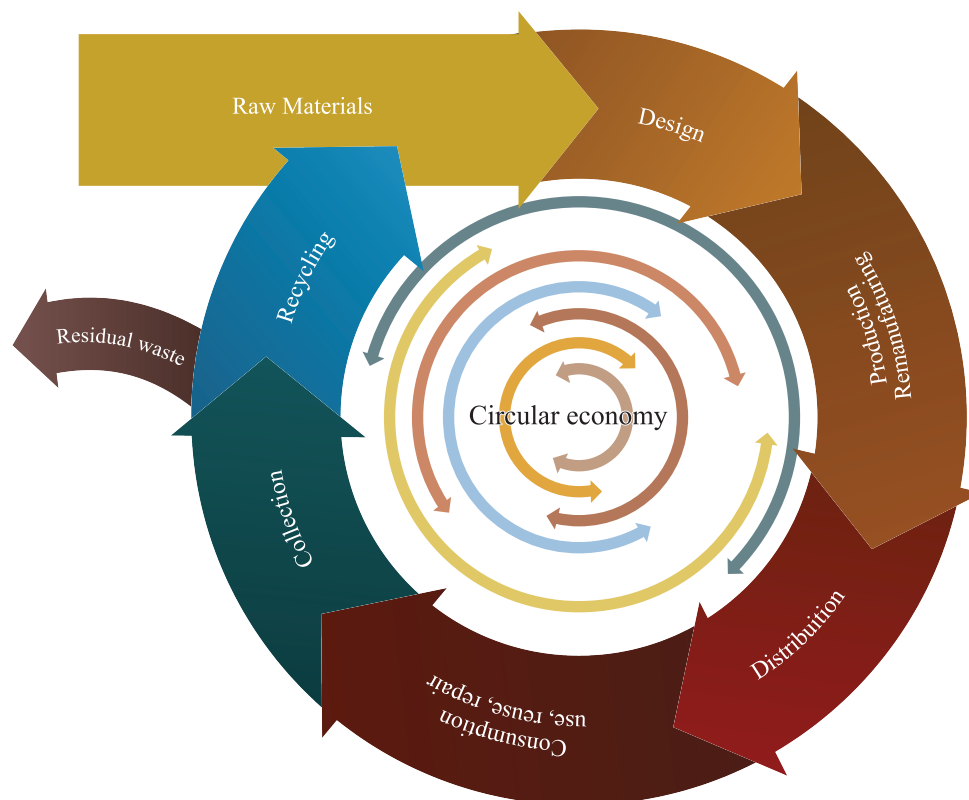 Raw Materials
Design
Production
Remanufaturing
Distribuition
Consumption
use, reuse, repair
Collection
Recycling
Residual waste
Circular economy